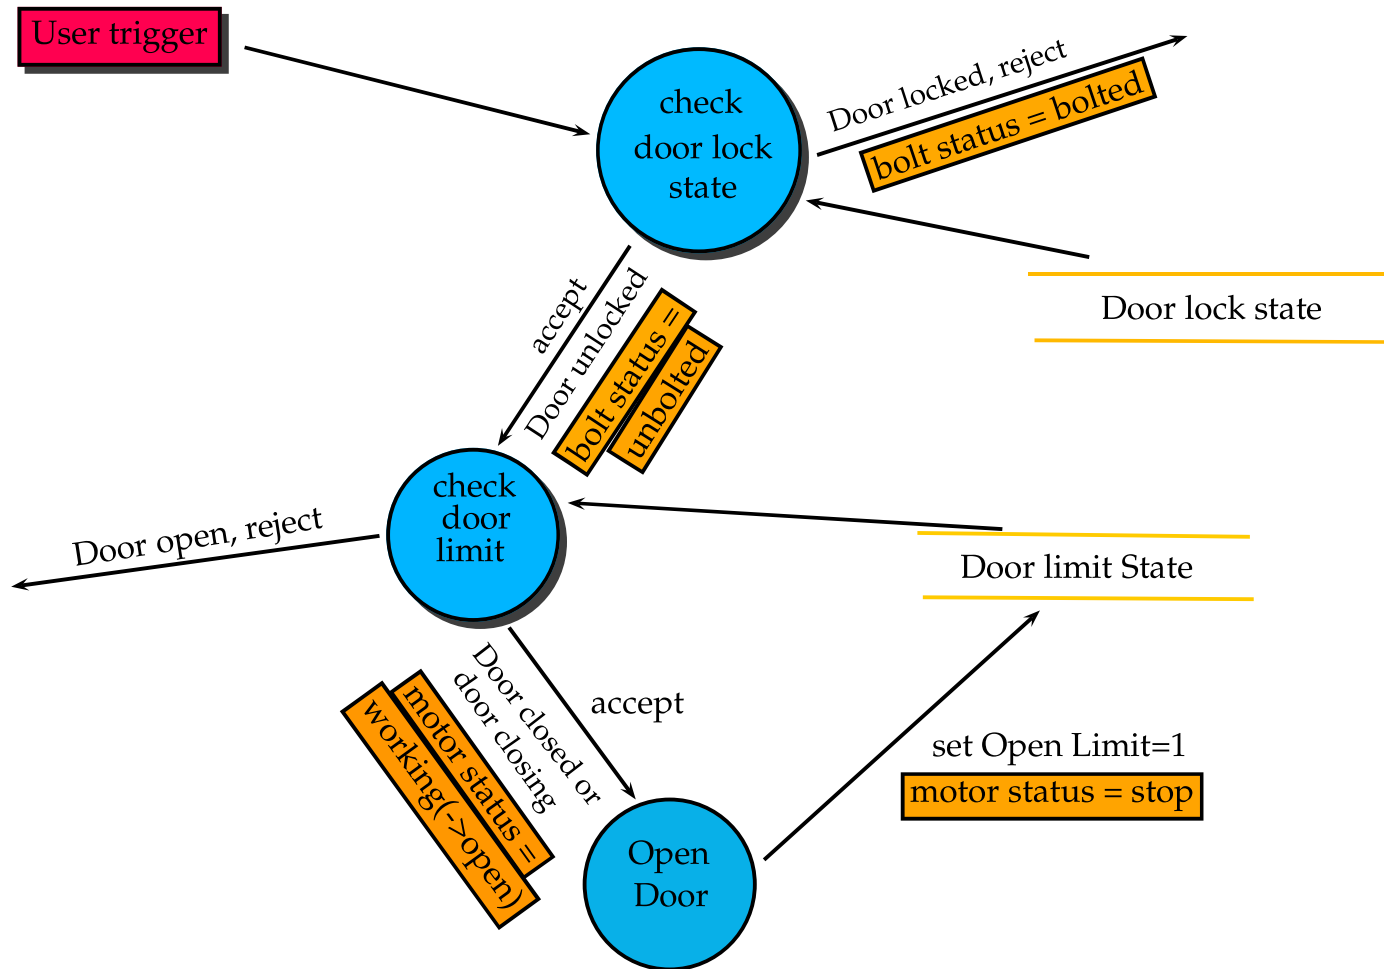 User trigger
check
door lock
state
Door locked, reject
bolt status = bolted
Door lock state
accept
Door unlocked
bolt status =
unbolted
check
door
limit
Door open, reject
Door limit State
Door closed or
door closing
motor status =
working(->open)
accept
set Open Limit=1
motor status = stop
Open
Door